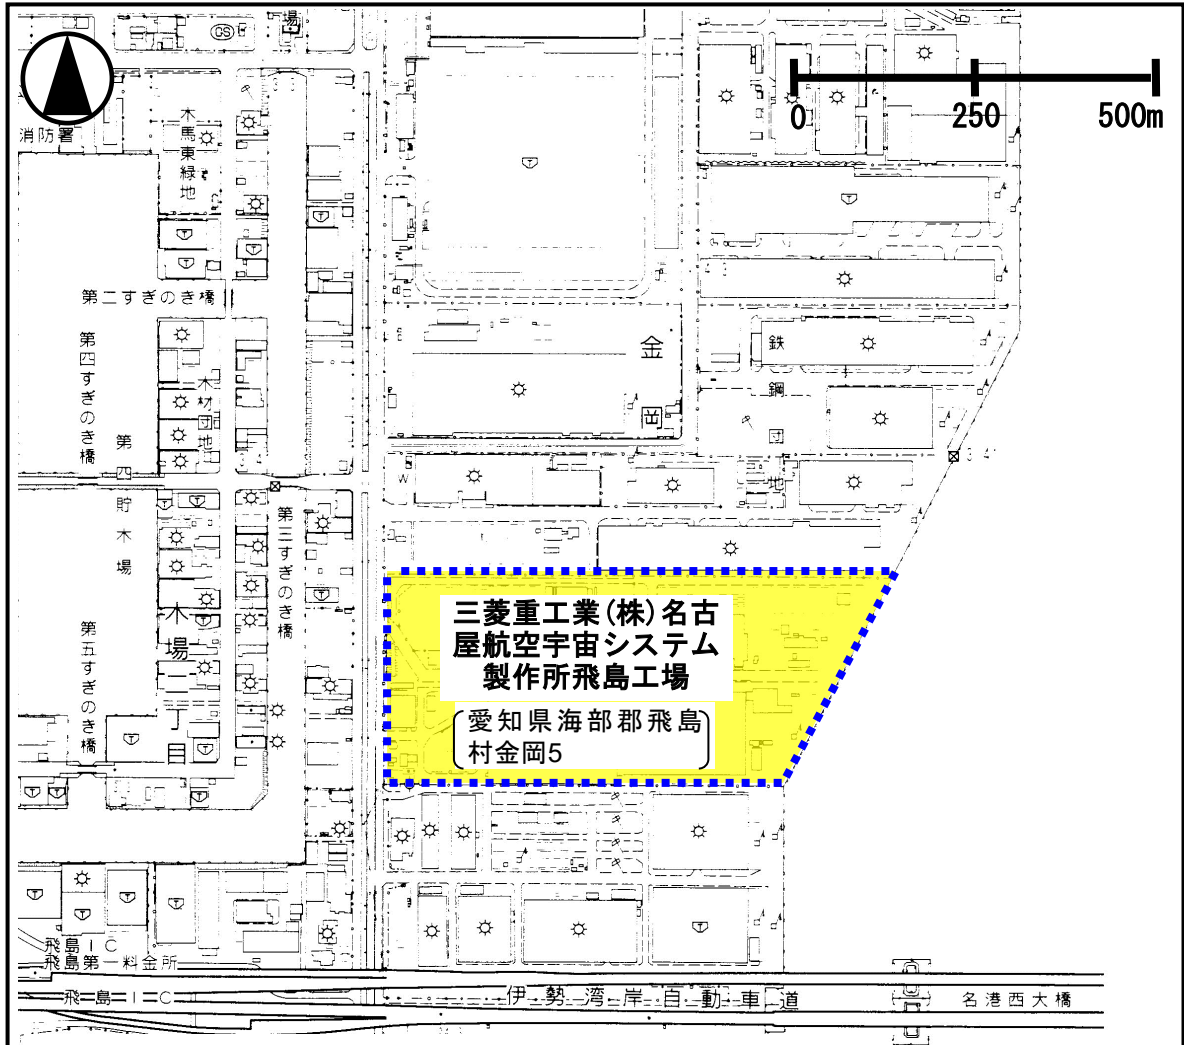 場
GS
消防署
木馬東緑地
0
250
500m
第二すぎのき橋
第四すぎのき橋
木材団地
第四貯木場
金岡
鉄鋼団地
W
第三すぎのき橋
木場二丁目
第五すぎのき橋
三菱重工業(株)名古
屋航空宇宙システム
製作所飛島工場
愛知県海部郡飛島
村金岡5
飛島IC
飛島第一料金所
飛島IC
伊勢湾岸自動車道
名港西大橋